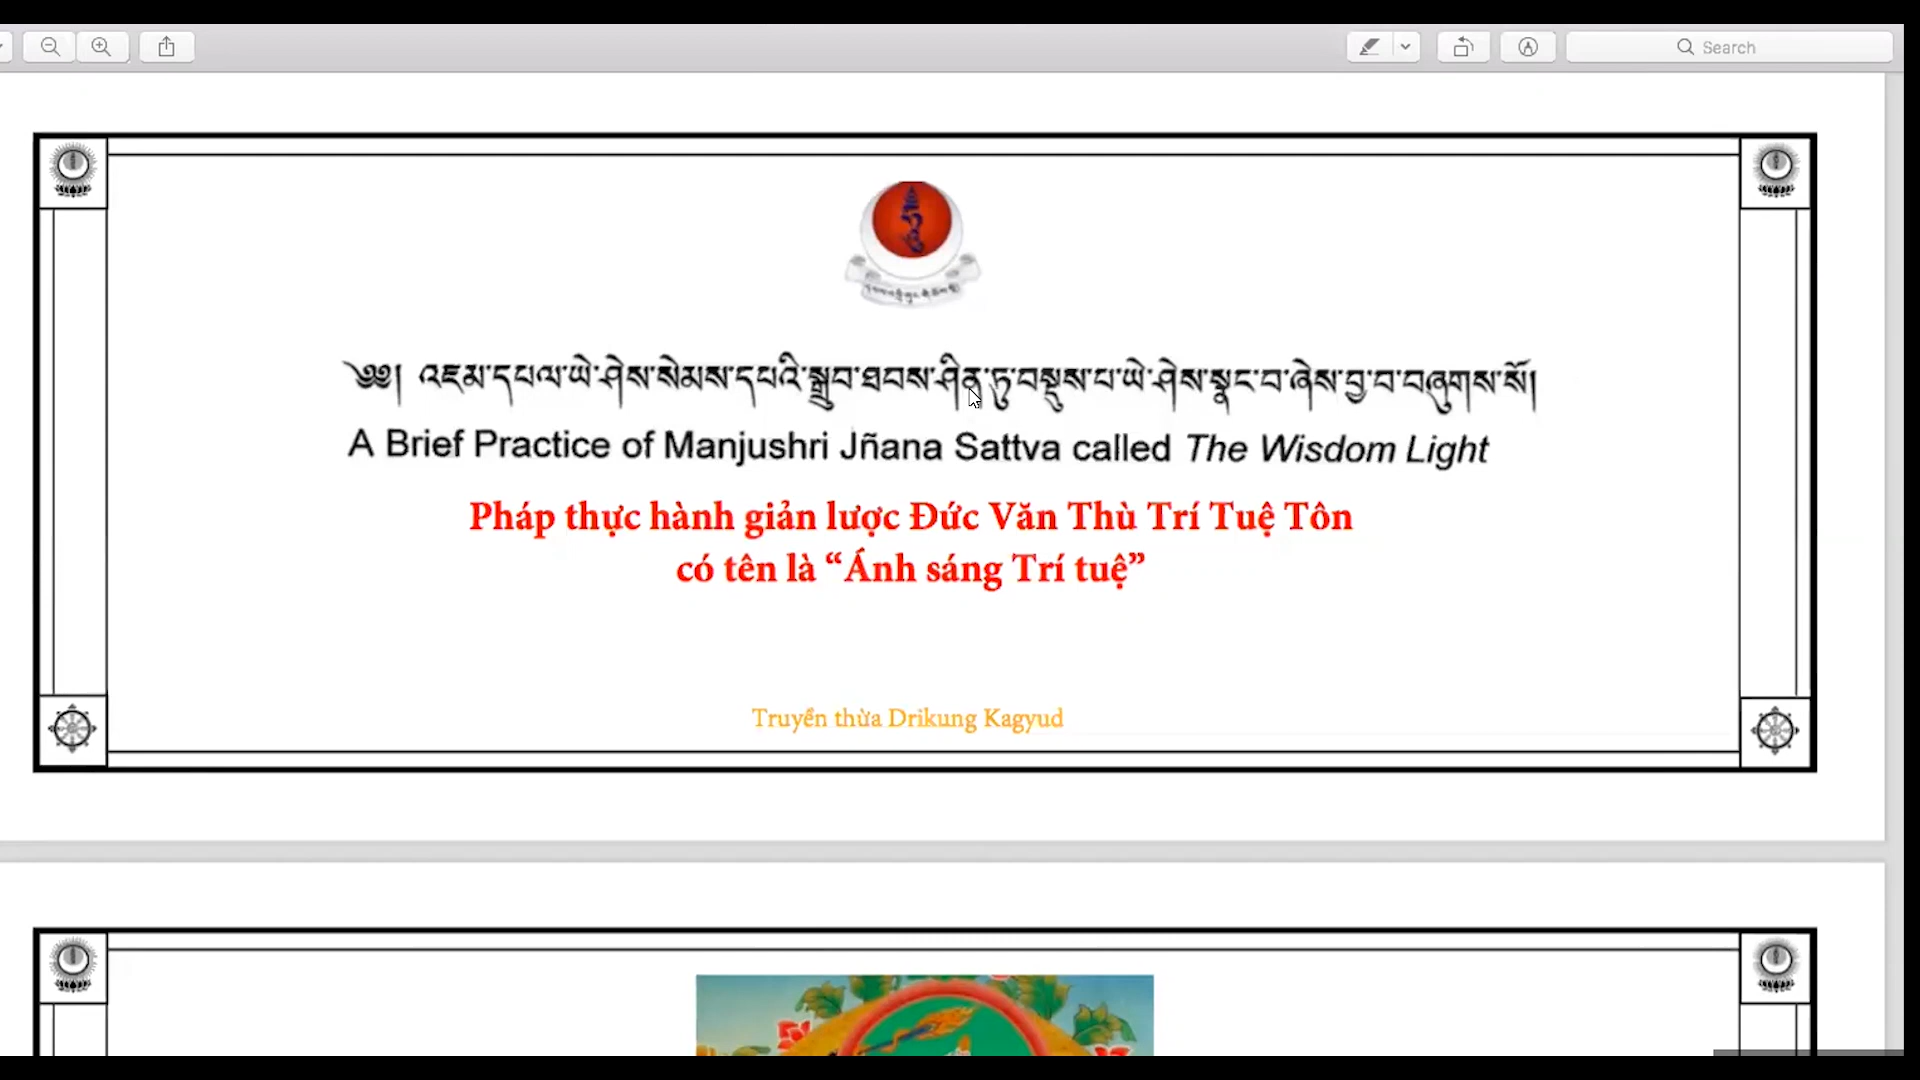 Search
༄༅། འཇམ་དཔལ་ཡེ་ཤེས་སེམས་དཔའི་སྒྲུབ་ཐབས་ཤིན་ཏུ་བསྡུས་པ་ཡེ་ཤེས་སྣང་བ་ཞེས་བྱ་བ་བཞུགས་སོ།
A Brief Practice of Manjushri Jñana Sattva called The Wisdom Light
Pháp thực hành giản lược Đức Văn Thù Trí Tuệ Tôn
có tên là “Ánh sáng Trí tuệ”
Truyền thừa Drikung Kagyud